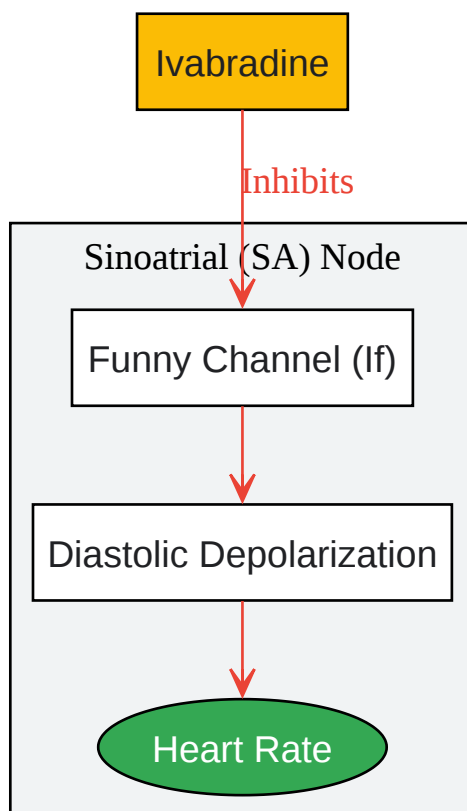 Ivabradine
Inhibits
Sinoatrial (SA) Node
Funny Channel (If)
Diastolic Depolarization
Heart Rate